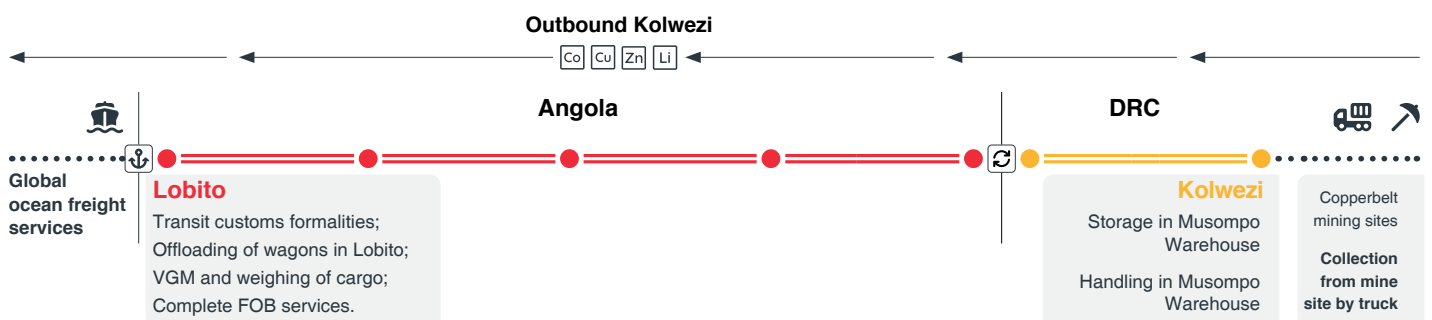 Outbound Kolwezi
Co Cu Zn Li
Angola
DRC
Global
ocean freight
services
Lobito
Transit customs formalities;
Offloading of wagons in Lobito;
VGM and weighing of cargo;
Complete FOB services.
Kolwezi
Storage in Musompo
Warehouse
Handling in Musompo
Warehouse
Copperbelt
mining sites
Collection
from mine
site by truck